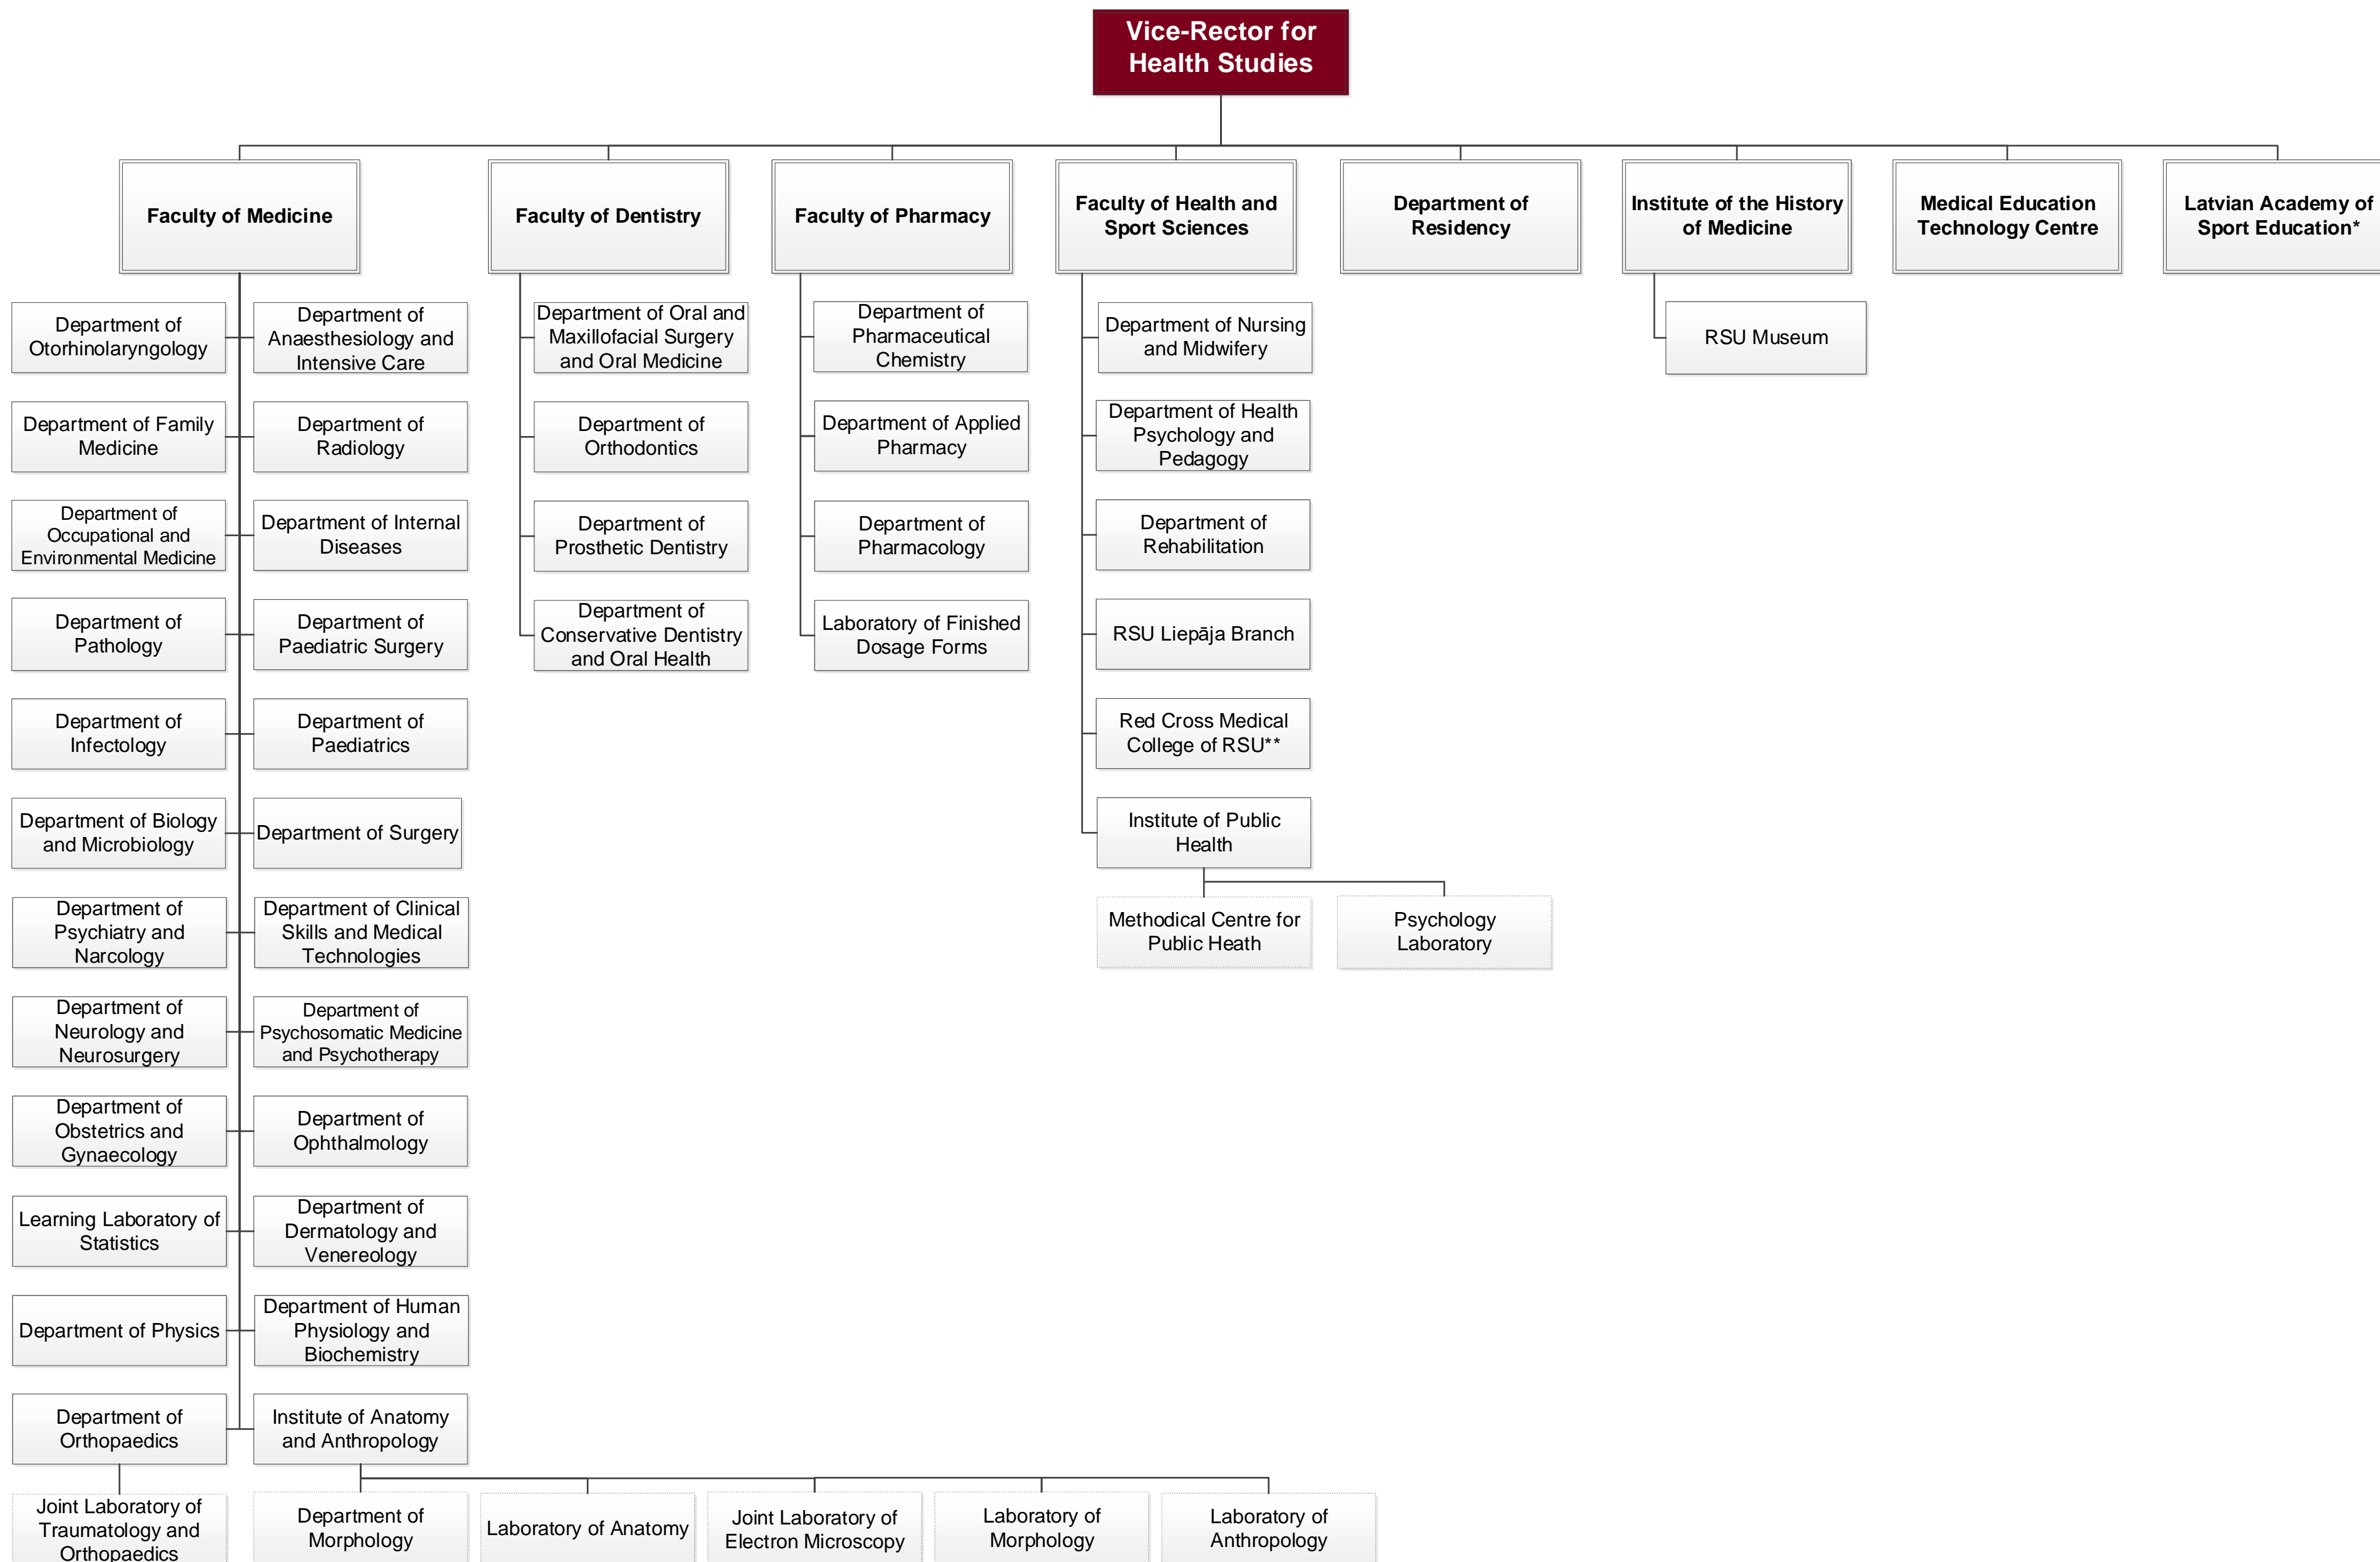 Vice-Rector for
Health Studies
Faculty of Medicine
Faculty of Dentistry
Faculty of Pharmacy
Faculty of Health and
Sport Sciences
Department of
Residency
Institute of the History
of Medicine
Medical Education
Technology Centre
Latvian Academy of
Sport Education*
Department of
Otorhinolaryngology
Department of
Anaesthesiology and
Intensive Care
Department of Oral and
Maxillofacial Surgery
and Oral Medicine
Department of
Pharmaceutical
Chemistry
Department of Nursing
and Midwifery
RSU Museum
Department of Family
Medicine
Department of
Radiology
Department of
Orthodontics
Department of Applied
Pharmacy
Department of Health
Psychology and
Pedagogy
Department of
Occupational and
Environmental Medicine
Department of Internal
Diseases
Department of
Prosthetic Dentistry
Department of
Pharmacology
Department of
Rehabilitation
Department of
Pathology
Department of
Paediatric Surgery
Department of
Conservative Dentistry
and Oral Health
Laboratory of Finished
Dosage Forms
RSU Liepāja Branch
Department of
Infectology
Department of
Paediatrics
Red Cross Medical
College of RSU**
Department of Biology
and Microbiology
Department of Surgery
Institute of Public
Health
Department of
Psychiatry and
Narcology
Department of Clinical
Skills and Medical
Technologies
Methodical Centre for
Public Heath
Psychology
Laboratory
Department of
Neurology and
Neurosurgery
Department of
Psychosomatic Medicine
and Psychotherapy
Department of
Obstetrics and
Gynaecology
Department of
Ophthalmology
Learning Laboratory of
Statistics
Department of
Dermatology and
Venereology
Department of Physics
Department of Human
Physiology and
Biochemistry
Department of
Orthopaedics
Institute of Anatomy
and Anthropology
Joint Laboratory of
Traumatology and
Orthopaedics
Department of
Morphology
Laboratory of Anatomy
Joint Laboratory of
Electron Microscopy
Laboratory of
Morphology
Laboratory of
Anthropology